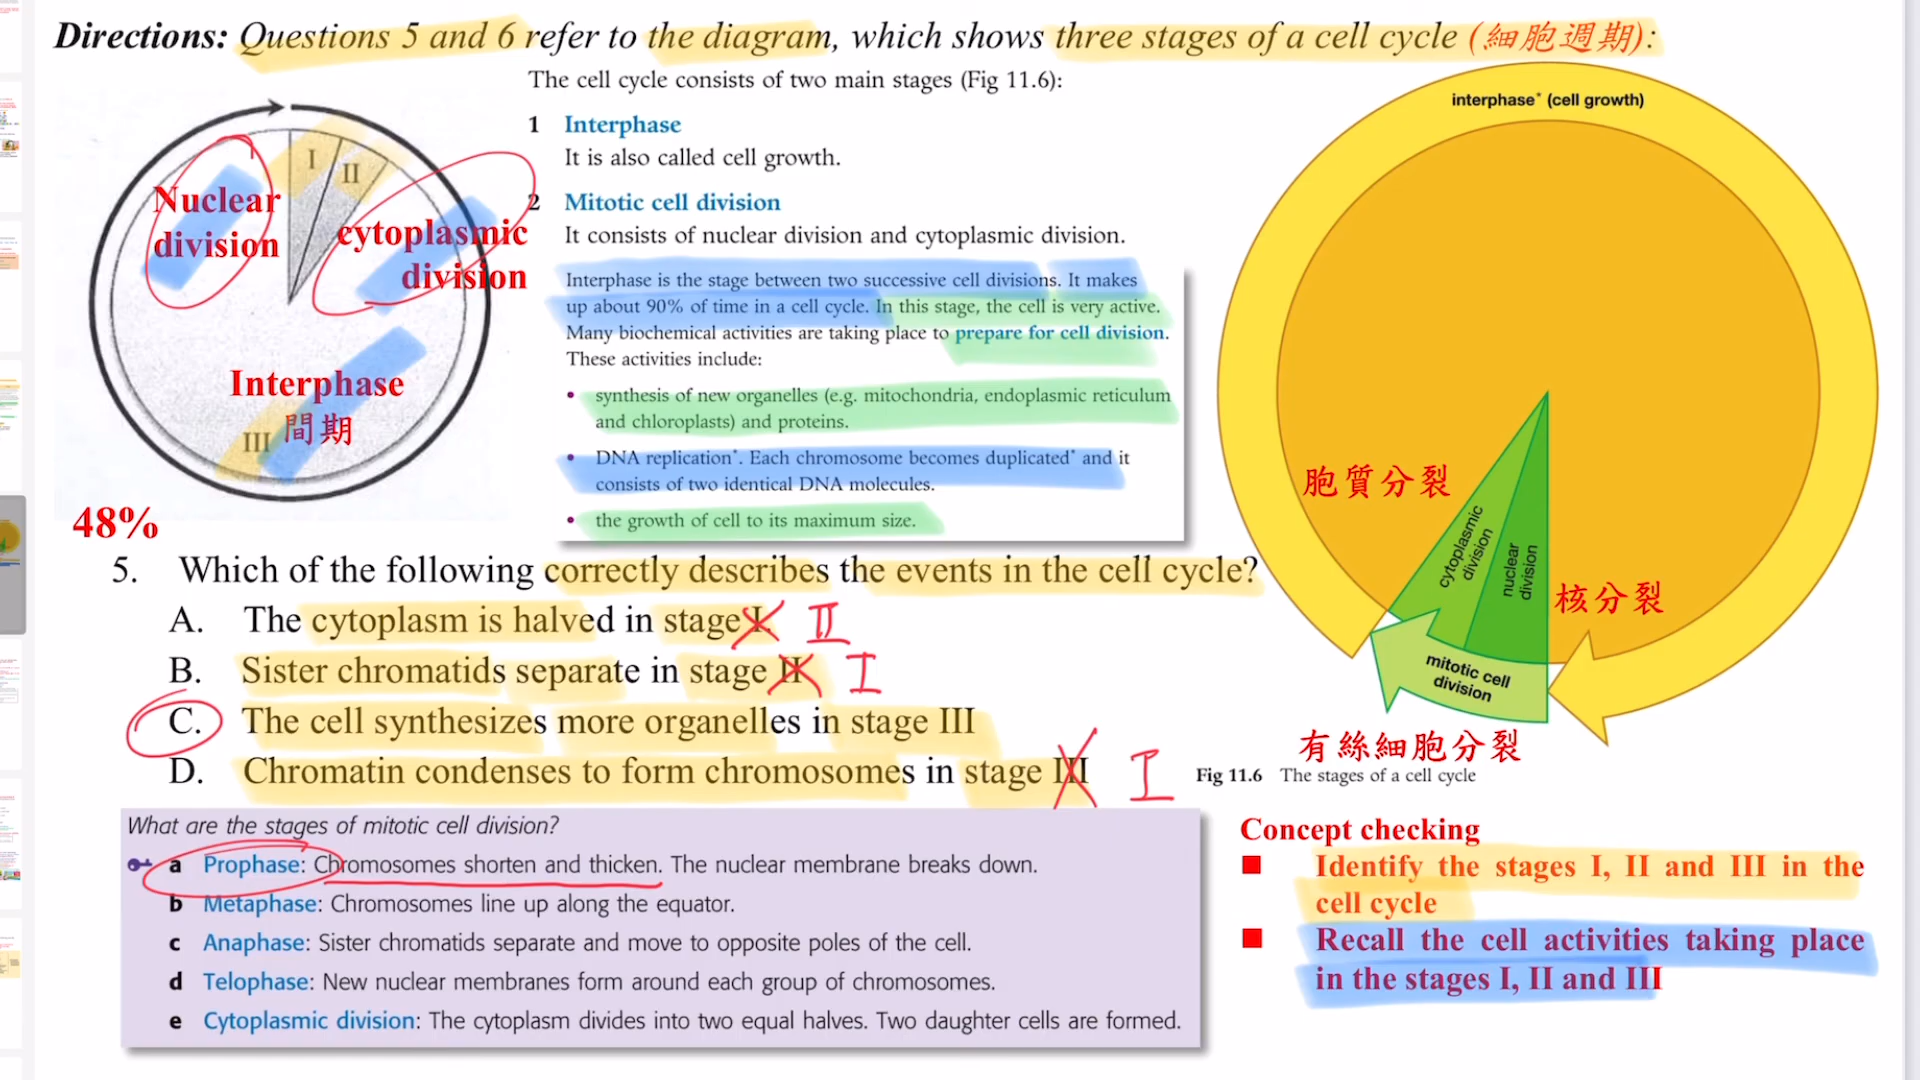 Directions: Questions 5 and 6 refer to the diagram, which shows three stages of a cell cycle (細胞週期):
The cell cycle consists of two main stages (Fig 11.6):
1 Interphase
It is also called cell growth.
2 Mitotic cell division
It consists of nuclear division and cytoplasmic division.
Interphase is the stage between two successive cell divisions. It makes
up about 90% of time in a cell cycle. In this stage, the cell is very active.
Many biochemical activities are taking place to prepare for cell division.
These activities include:
• synthesis of new organelles (e.g. mitochondria, endoplasmic reticulum
and chloroplasts) and proteins.
• DNA replication*. Each chromosome becomes duplicated* and it
consists of two identical DNA molecules.
• the growth of cell to its maximum size.
I
II
Nuclear
division
cytoplasmic
division
Interphase
III 間期
48%
interphase* (cell growth)
胞質分裂
cytoplasmic
division
nuclear
division
核分裂
mitotic cell
division
有絲細胞分裂
Fig 11.6 The stages of a cell cycle
5. Which of the following correctly describes the events in the cell cycle?
A. The cytoplasm is halved in stage I. II
B. Sister chromatids separate in stage II I
C. The cell synthesizes more organelles in stage III
D. Chromatin condenses to form chromosomes in stage III I
What are the stages of mitotic cell division?
a Prophase: Chromosomes shorten and thicken. The nuclear membrane breaks down.
b Metaphase: Chromosomes line up along the equator.
c Anaphase: Sister chromatids separate and move to opposite poles of the cell.
d Telophase: New nuclear membranes form around each group of chromosomes.
e Cytoplasmic division: The cytoplasm divides into two equal halves. Two daughter cells are formed.
Concept checking
Identify the stages I, II and III in the
cell cycle
Recall the cell activities taking place
in the stages I, II and III